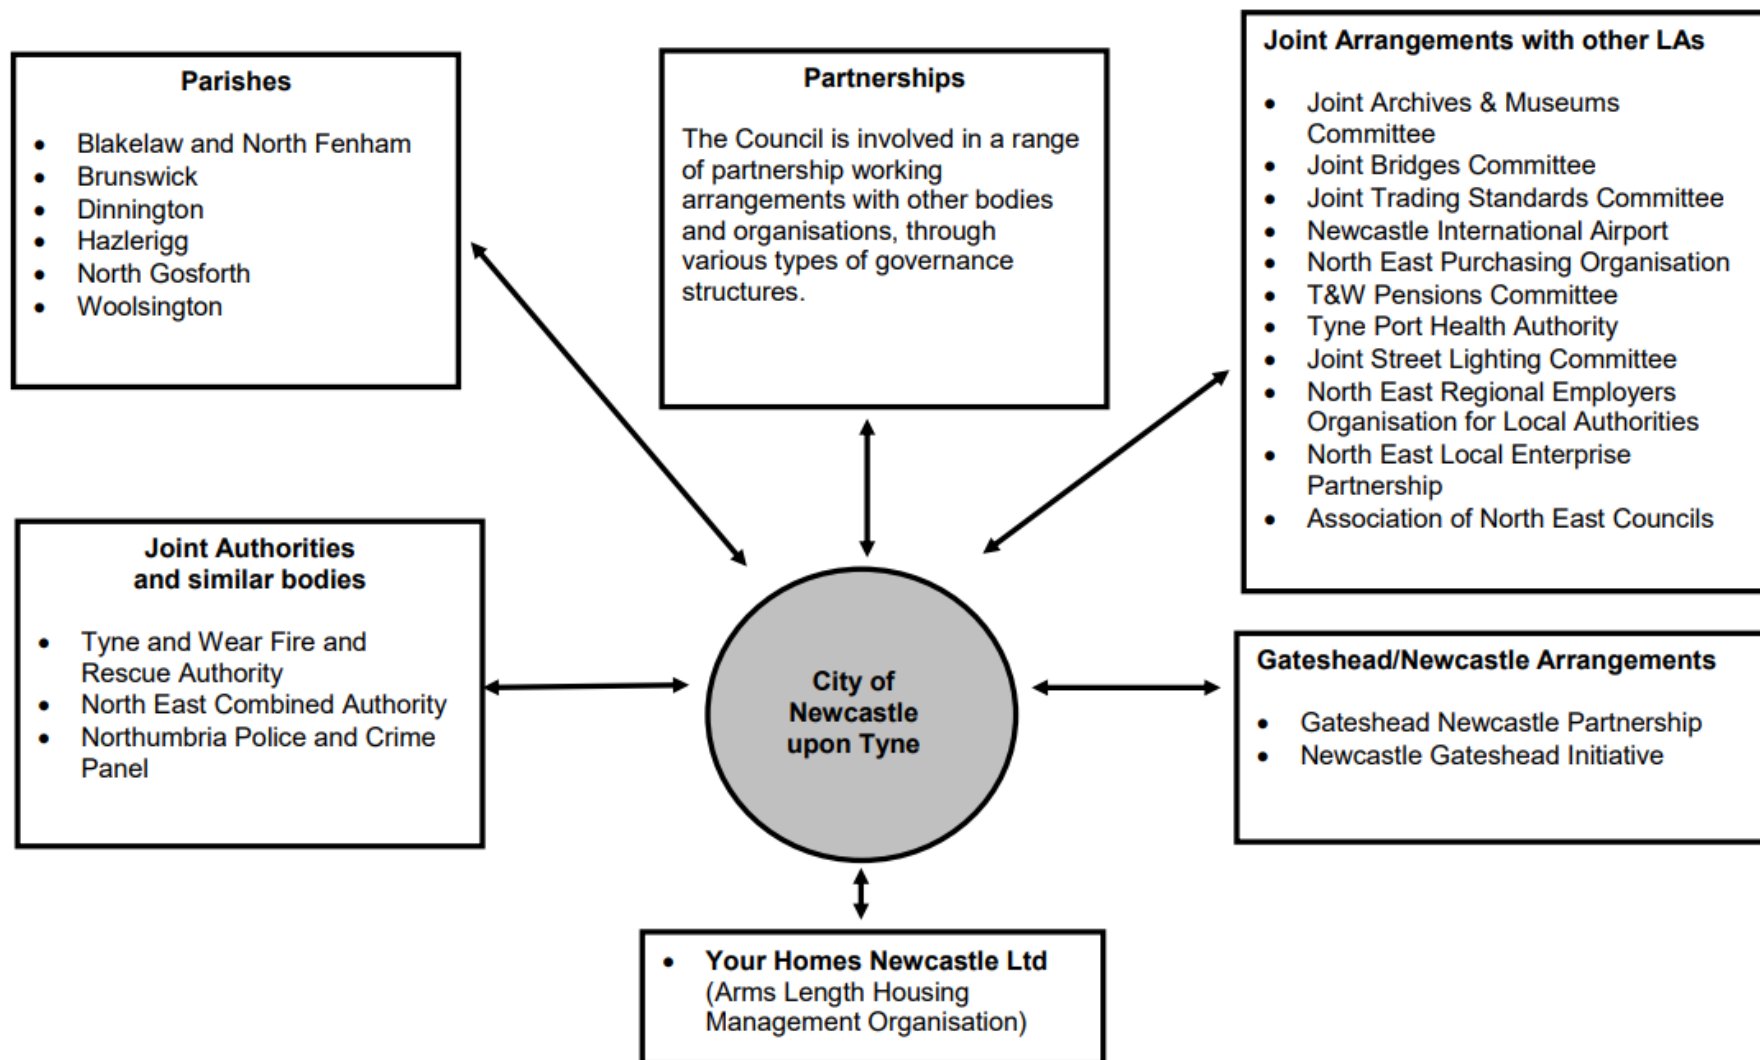 Parishes
• Blakelaw and North Fenham
• Brunswick
• Dinnington
• Hazlerigg
• North Gosforth
• Woolsington
Partnerships
The Council is involved in a range
of partnership working
arrangements with other bodies
and organisations, through
various types of governance
structures.
Joint Arrangements with other LAs
• Joint Archives & Museums
Committee
• Joint Bridges Committee
• Joint Trading Standards Committee
• Newcastle International Airport
• North East Purchasing Organisation
• T&W Pensions Committee
• Tyne Port Health Authority
• Joint Street Lighting Committee
• North East Regional Employers
Organisation for Local Authorities
• North East Local Enterprise
Partnership
• Association of North East Councils
Joint Authorities
and similar bodies
• Tyne and Wear Fire and
Rescue Authority
• North East Combined Authority
• Northumbria Police and Crime
Panel
City of
Newcastle
upon Tyne
Gateshead/Newcastle Arrangements
• Gateshead Newcastle Partnership
• Newcastle Gateshead Initiative
• Your Homes Newcastle Ltd
(Arms Length Housing
Management Organisation)